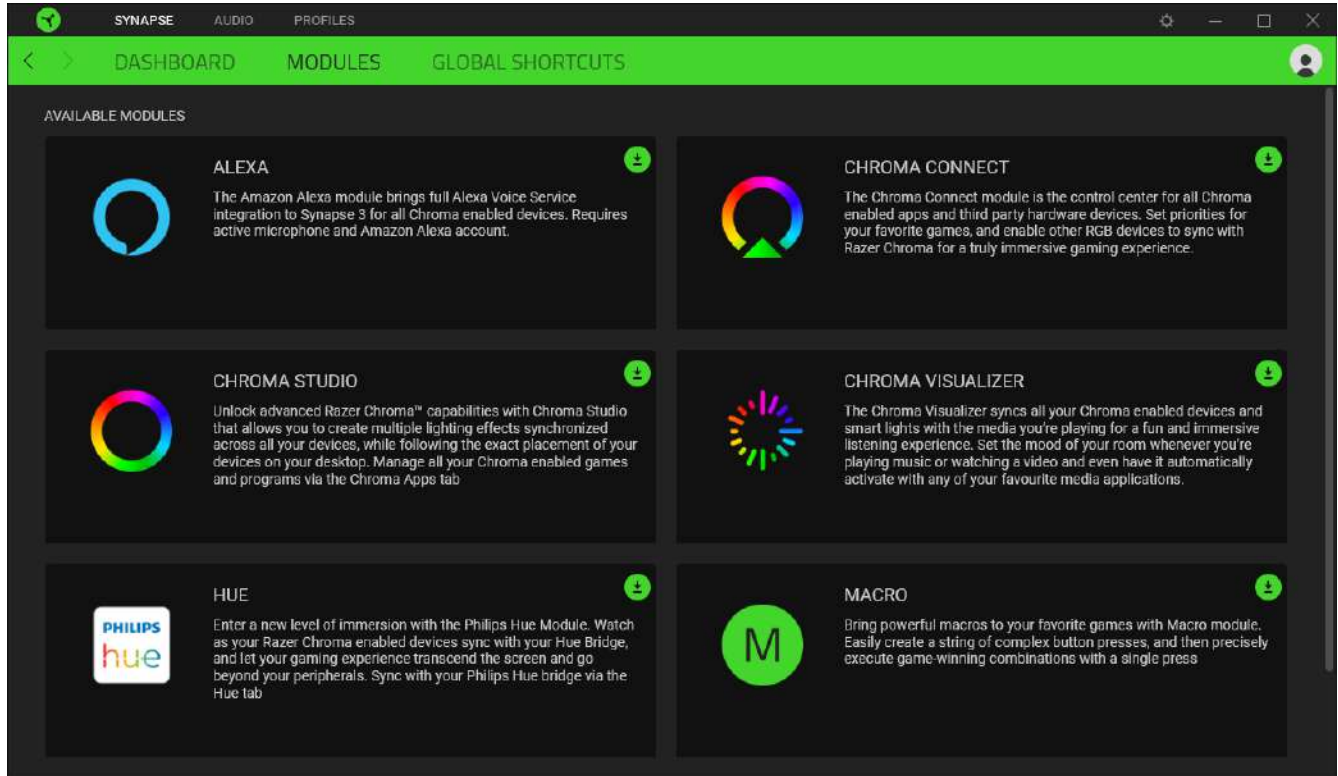 SYNAPSE AUDIO PROFILES
DASHBOARD MODULES GLOBAL SHORTCUTS
AVAILABLE MODULES
ALEXA
The Amazon Alexa module brings full Alexa Voice Service
integration to Synapse 3 for all Chroma enabled devices. Requires
active microphone and Amazon Alexa account.
CHROMA CONNECT
The Chroma Connect module is the control center for all Chroma
enabled apps and third party hardware devices. Set priorities for
your favorite games, and enable other RGB devices to sync with
Razer Chroma for a truly immersive gaming experience.
CHROMA STUDIO
Unlock advanced Razer Chroma™ capabilities with Chroma Studio
that allows you to create multiple lighting effects synchronized
across all your devices, while following the exact placement of your
devices on your desktop. Manage all your Chroma enabled games
and programs via the Chroma Apps tab
CHROMA VISUALIZER
The Chroma Visualizer syncs all your Chroma enabled devices and
smart lights with the media you're playing for a fun and immersive
listening experience. Set the mood of your room whenever you're
playing music or watching a video and even have it automatically
activate with any of your favourite media applications.
PHILIPS
hue
HUE
Enter a new level of immersion with the Philips Hue Module. Watch
as your Razer Chroma enabled devices sync with your Hue Bridge,
and let your gaming experience transcend the screen and go
beyond your peripherals. Sync with your Philips Hue bridge via the
Hue tab
M
MACRO
Bring powerful macros to your favorite games with Macro module.
Easily create a string of complex button presses, and then precisely
execute game-winning combinations with a single press